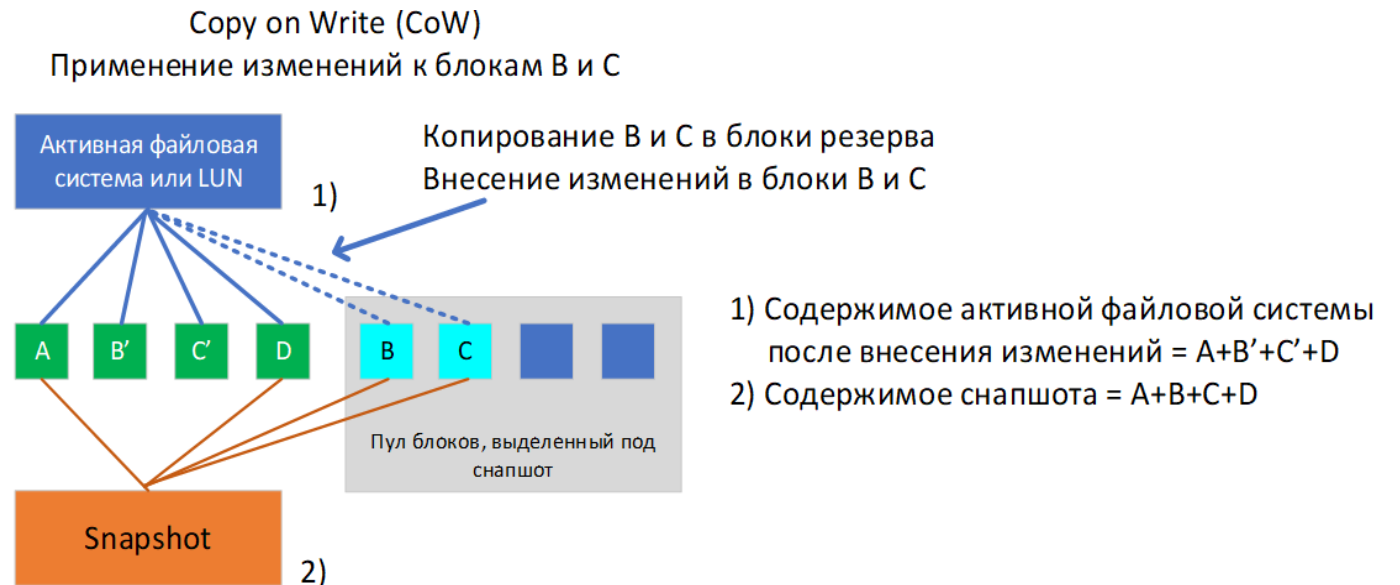 Copy on Write (CoW)
Применение изменений к блокам B и C
Активная файловая
система или LUN
1)
Копирование B и C в блоки резерва
Внесение изменений в блоки B и C
A
B’
C’
D
B
C
Пул блоков, выделенный под
снапшот
1) Содержимое активной файловой системы
после внесения изменений = A+B’+C’+D
2) Содержимое снапшота = A+B+C+D
Snapshot
2)